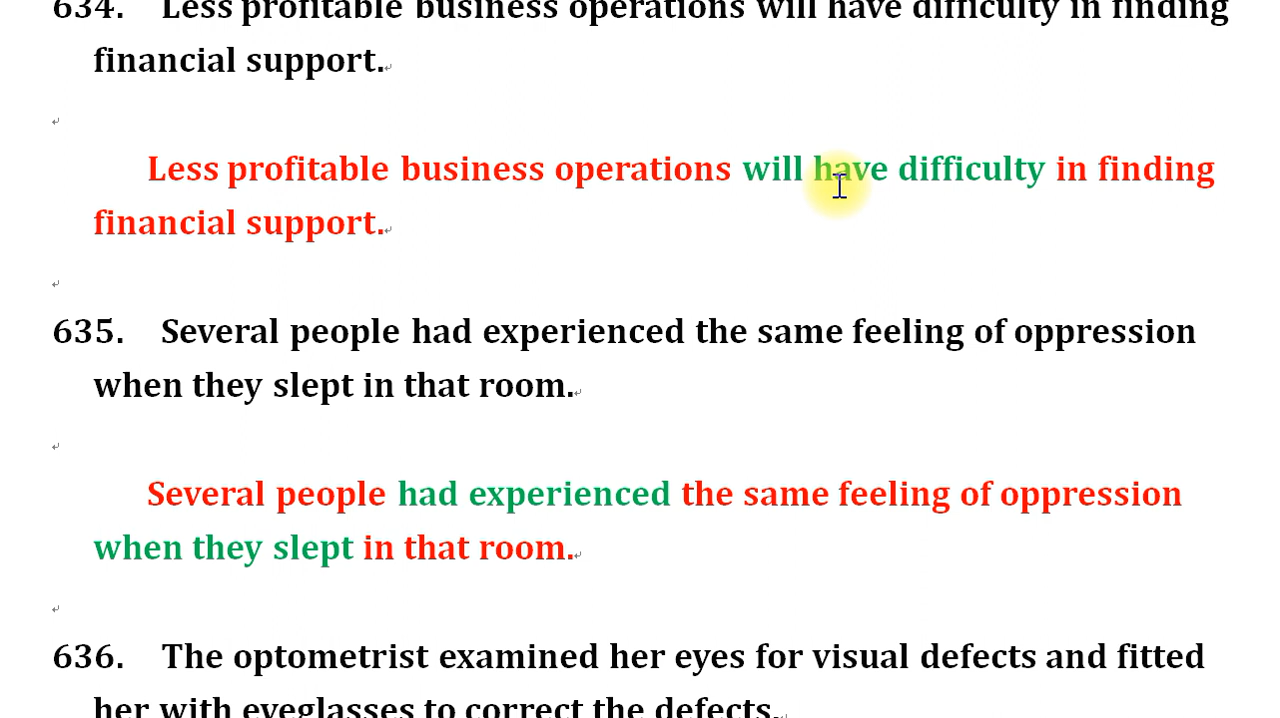 634. Less profitable business operations will have difficulty in finding
financial support.
Less profitable business operations will have difficulty in finding
financial support.
635. Several people had experienced the same feeling of oppression
when they slept in that room.
Several people had experienced the same feeling of oppression
when they slept in that room.
636. The optometrist examined her eyes for visual defects and fitted
her with eyeglasses to correct the defects.